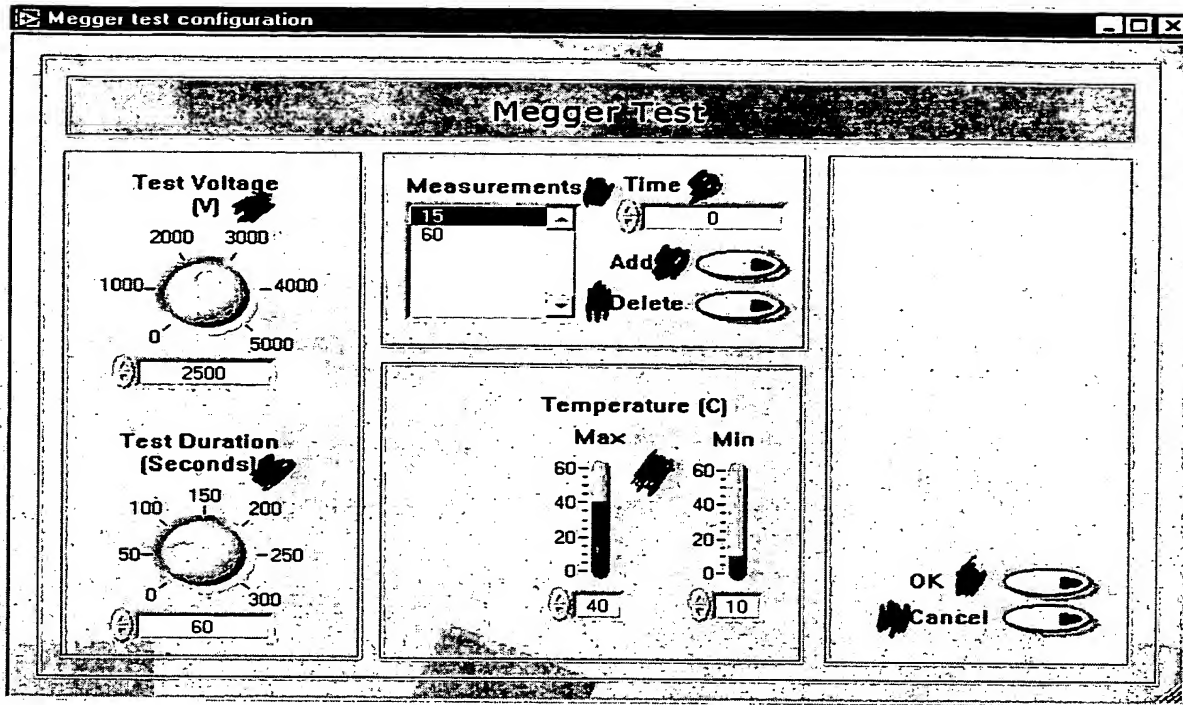 Megger test configuration
Megger Test
Test Voltage
(V)
2000 3000
1000 4000
0 5000
2500
Test Duration
(Seconds)
150
100 200
50 250
0 300
60
Measurements
15
60
Time
0
Add
Delete
Temperature (C)
Max Min
60 60
40 40
20 20
0 0
40 10
OK
Cancel